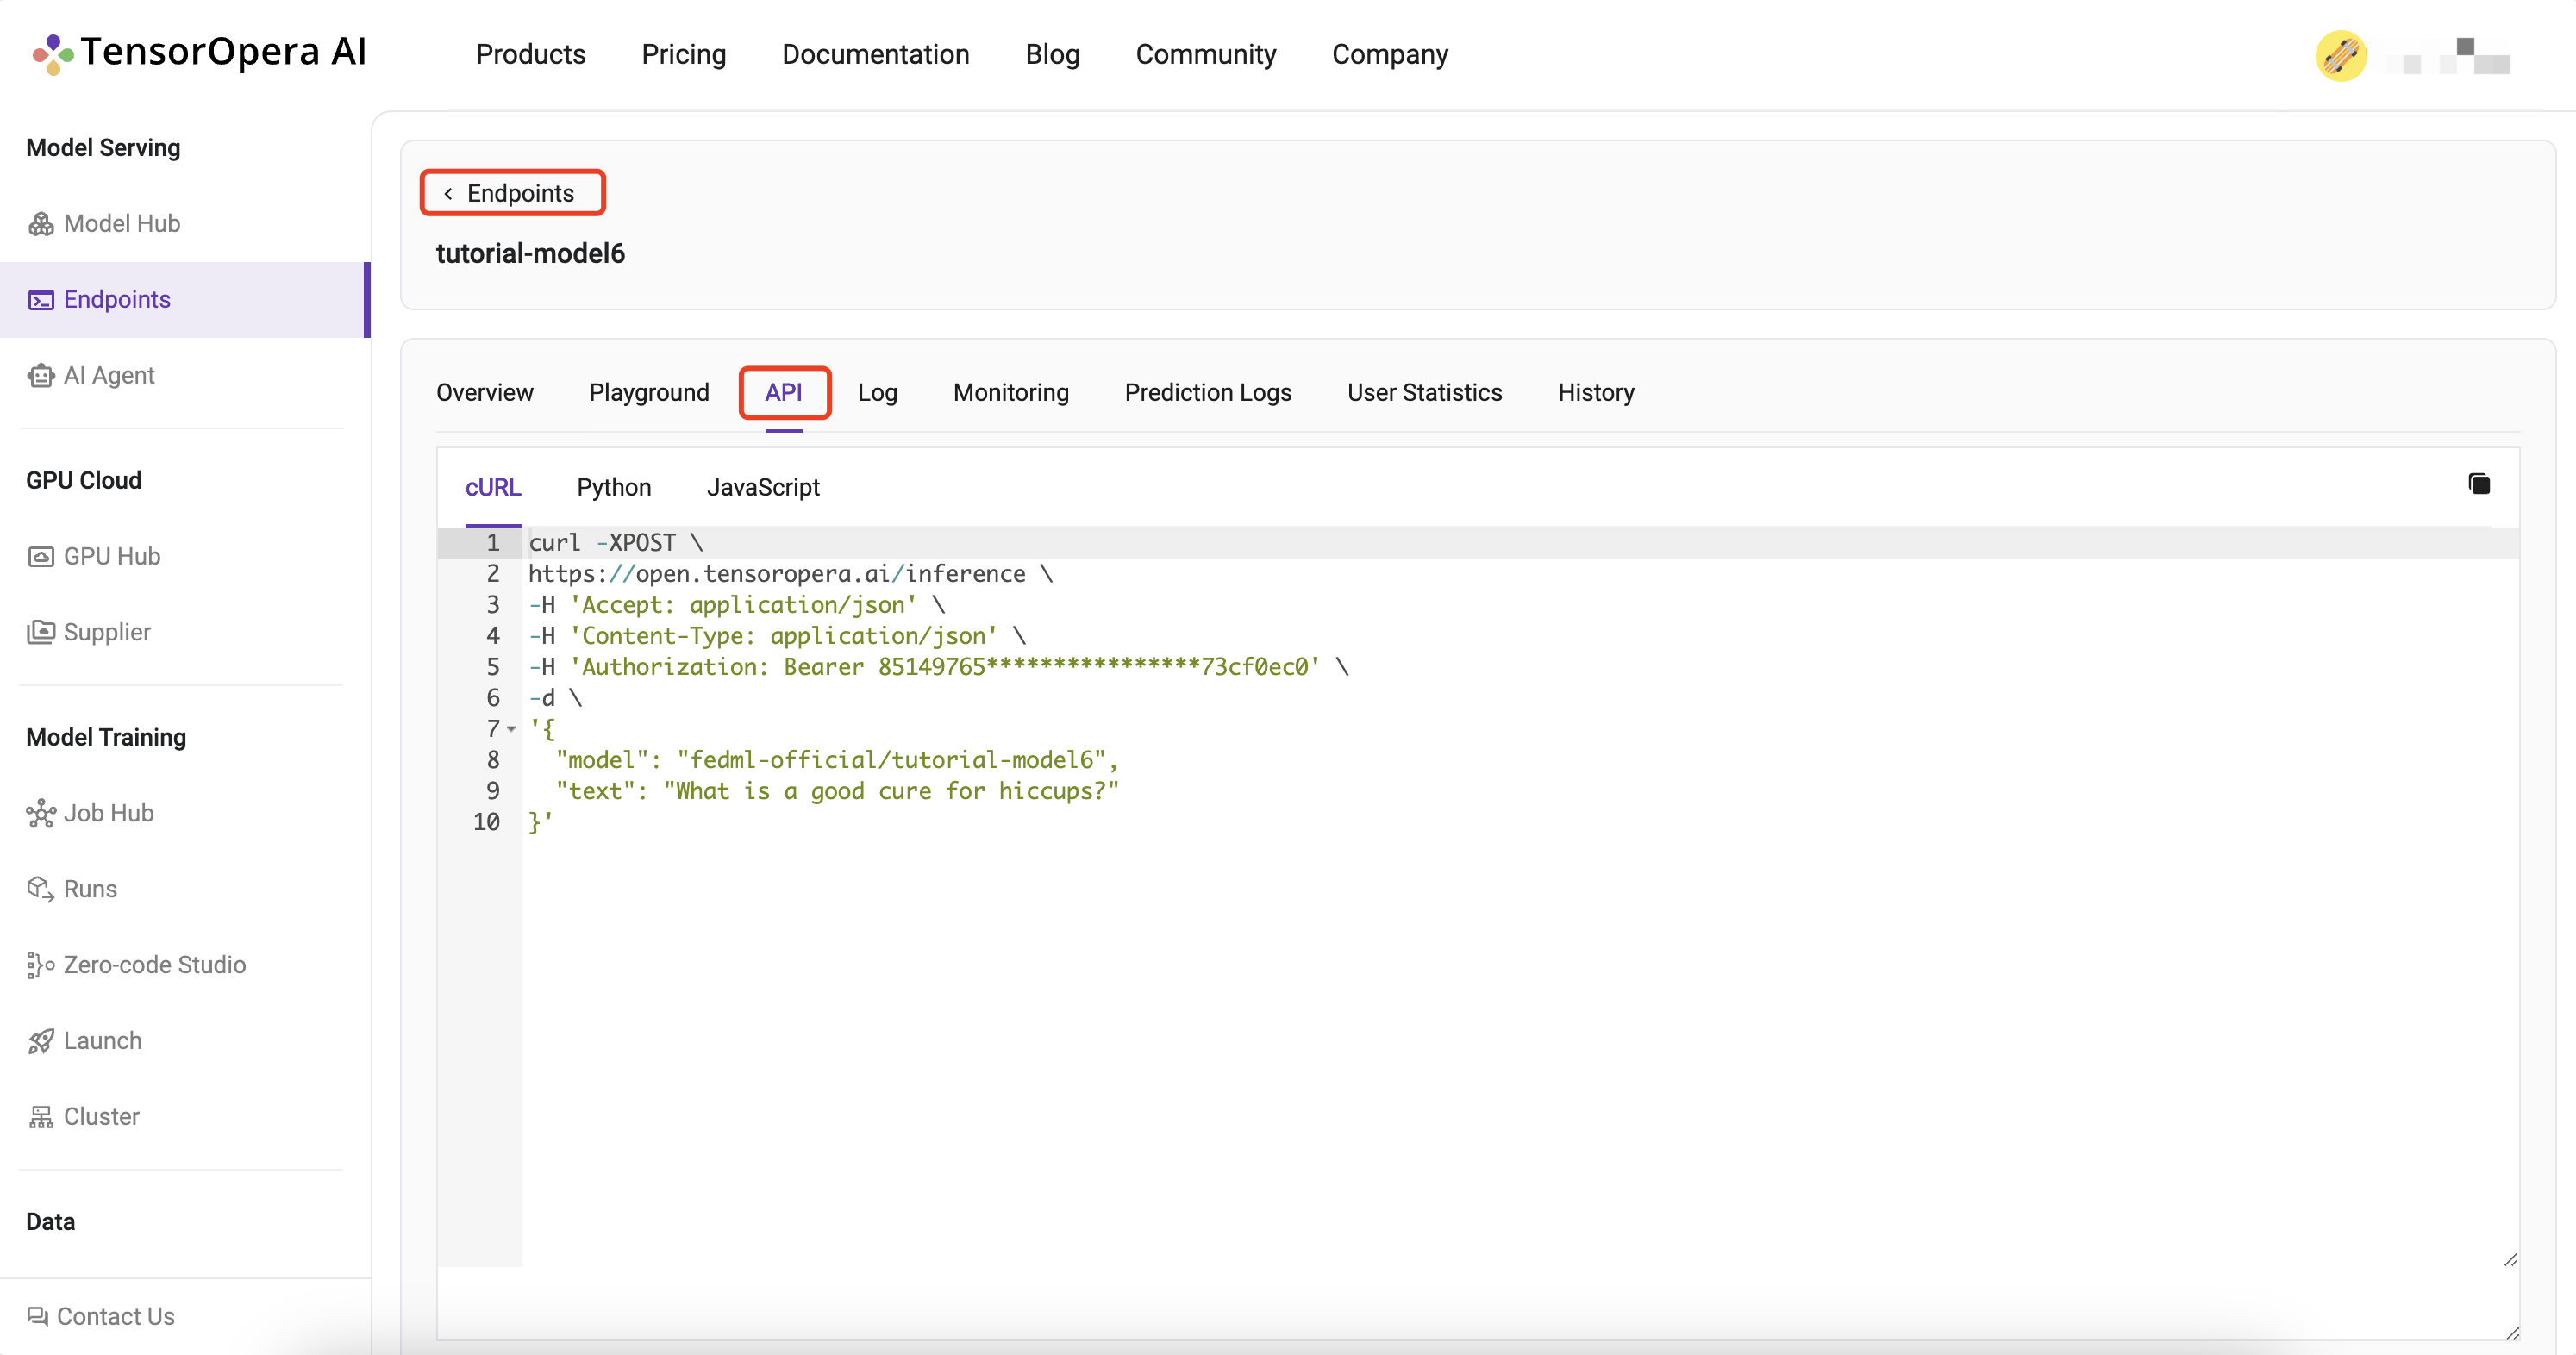 TensorOpera AI
Products Pricing Documentation Blog Community Company
Model Serving
Model Hub
Endpoints
AI Agent
GPU Cloud
GPU Hub
Supplier
Model Training
Job Hub
Runs
Zero-code Studio
Launch
Cluster
Data
Contact Us
‹ Endpoints
tutorial-model6
Overview Playground API Log Monitoring Prediction Logs User Statistics History
cURL Python JavaScript
1 curl -XPOST \
2 https://open.tensoropera.ai/inference \
3 -H 'Accept: application/json' \
4 -H 'Content-Type: application/json' \
5 -H 'Authorization: Bearer 85149765****************73cf0ec0' \
6 -d \
7 '{
8 "model": "fedml-official/tutorial-model6",
9 "text": "What is a good cure for hiccups?"
10 }'